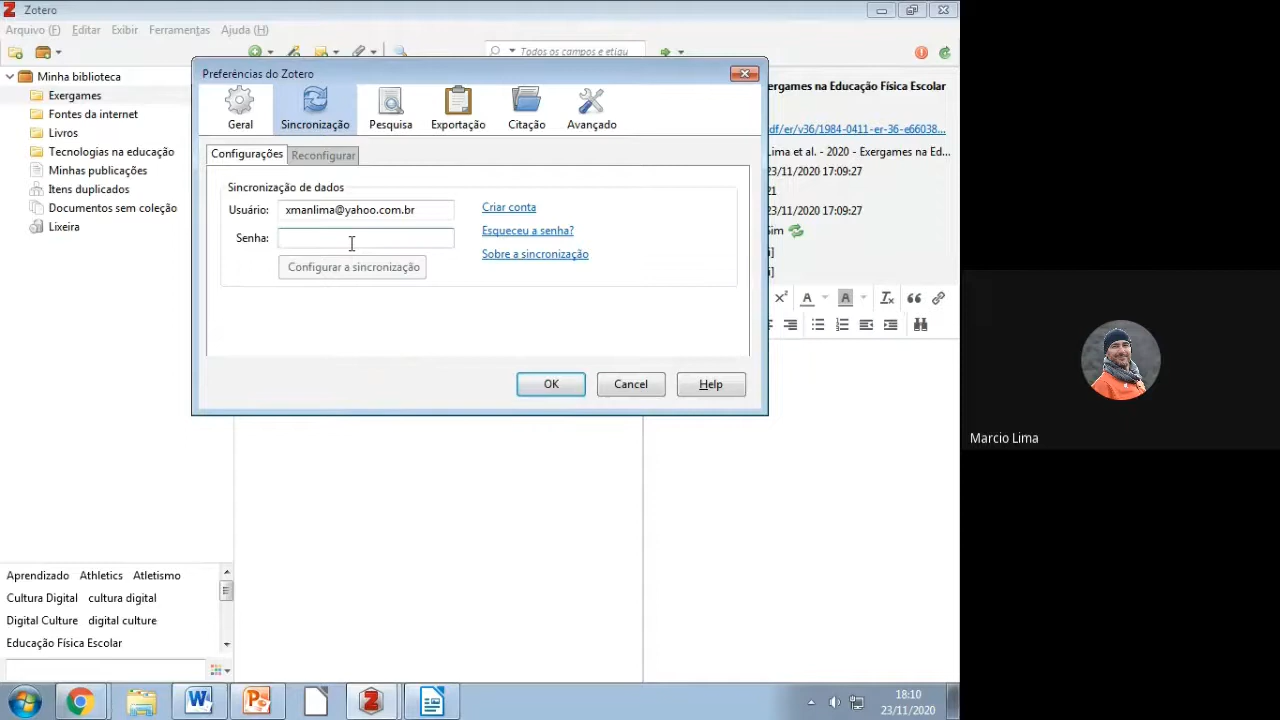 Zotero
Arquivo (F) Editar Exibir Ferramentas Ajuda (H)
Todos os campos e etiqu
Minha biblioteca
Exergames
Fontes da internet
Livros
Tecnologias na educação
Minhas publicações
Itens duplicados
Documentos sem coleção
Lixeira
Preferências do Zotero
Geral Sincronização Pesquisa Exportação Citação Avançado
Configurações Reconfigurar
Sincronização de dados
Usuário: xmanlima@yahoo.com.br Criar conta
Senha: Esqueceu a senha?
Configurar a sincronização Sobre a sincronização
OK Cancel Help
ergames na Educação Física Escolar
df/er/v36/1984-0411-er-36-e66038...
Lima et al. - 2020 - Exergames na Ed...
23/11/2020 17:09:27
21
23/11/2020 17:09:27
Sim
Marcio Lima
Aprendizado Athletics Atletismo
Cultura Digital cultura digital
Digital Culture digital culture
Educação Física Escolar
18:10
23/11/2020